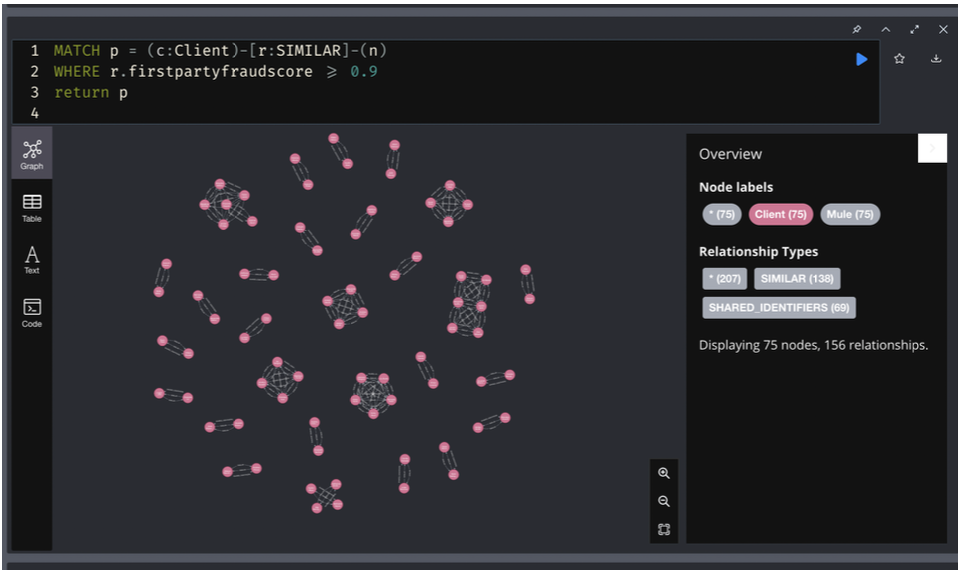 1 MATCH p = (c:Client)-[r:SIMILAR]-(n)
2 WHERE r.firstpartyfraudscore >= 0.9
3 return p
4
Graph
Table
A
Text
Code
Overview
Node labels
* (75) Client (75) Mule (75)
Relationship Types
* (207) SIMILAR (138)
SHARED_IDENTIFIERS (69)
Displaying 75 nodes, 156 relationships.